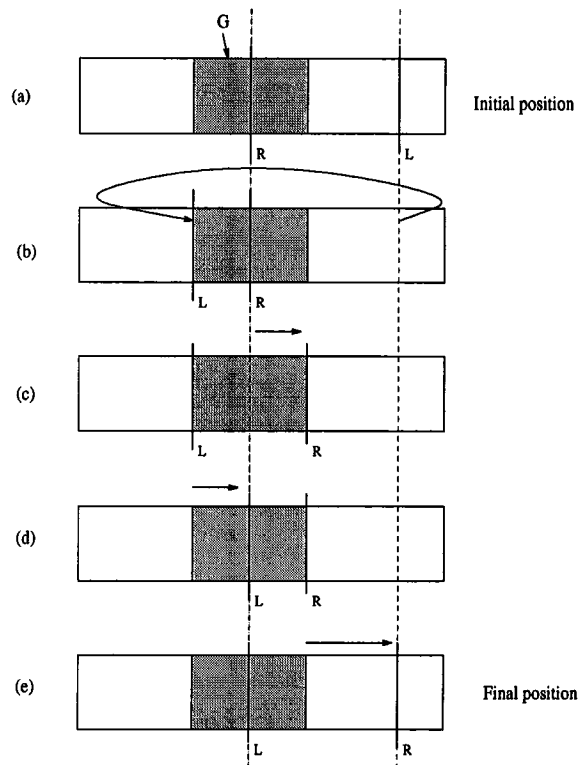 G
(a)
Initial position
R
L
(b)
L
R
(c)
L
R
(d)
L
R
(e)
Final position
L
R